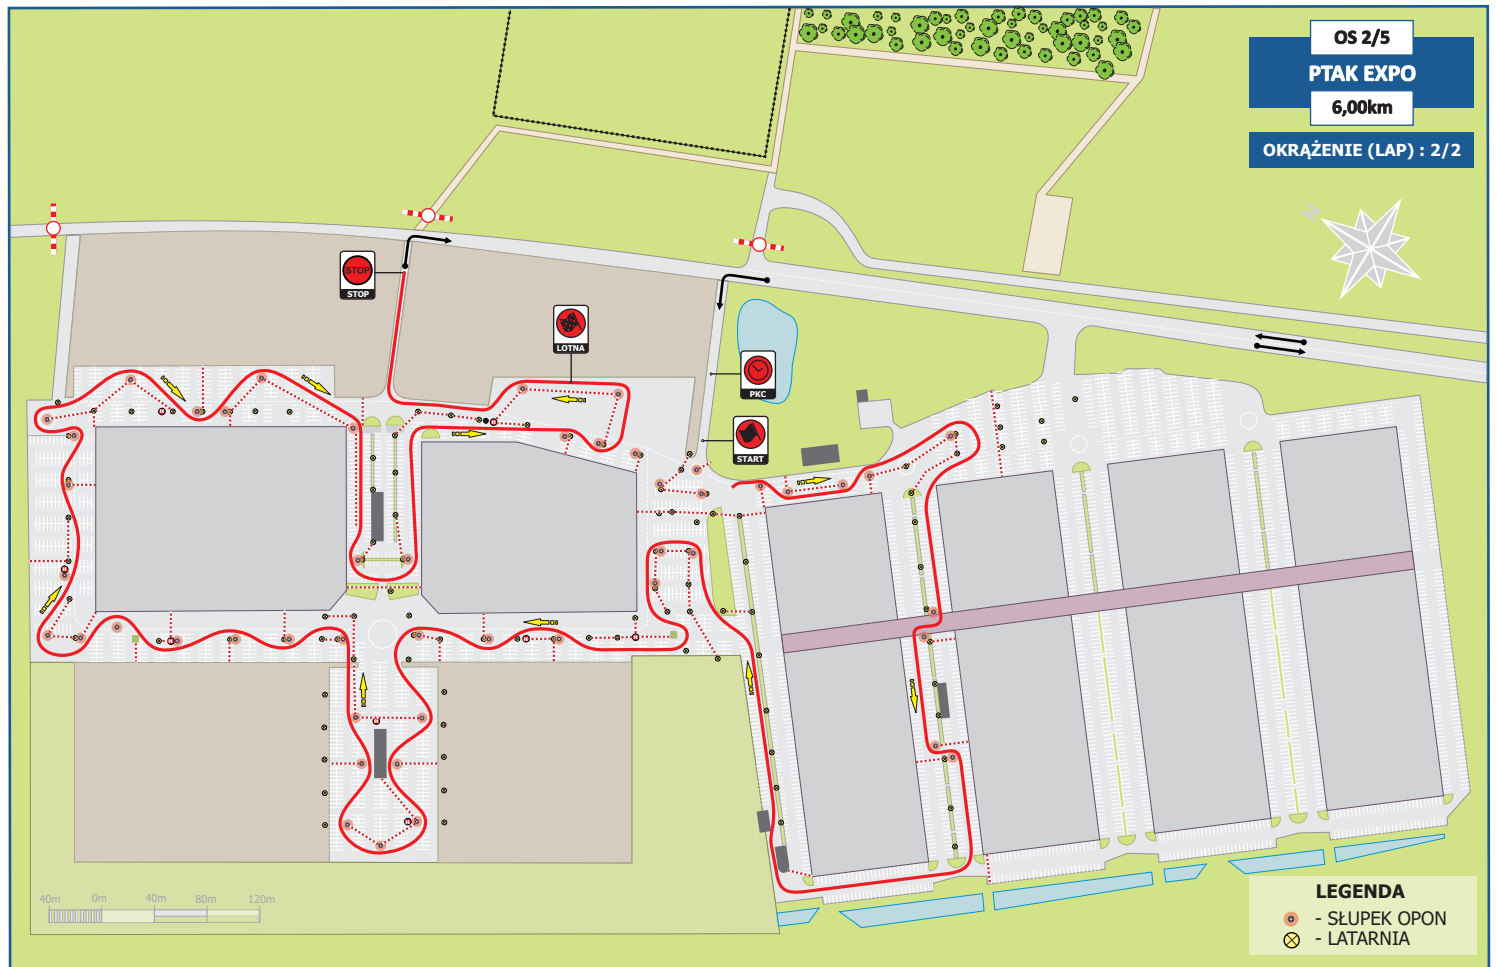 OS 2/5
PTAK EXPO
6,00km
OKRĄŻENIE (LAP) : 2/2
N
STOP
STOP
LOTNA
PKC
START
40m 0m 40m 80m 120m
LEGENDA
- SŁUPEK OPON
- LATARNIA